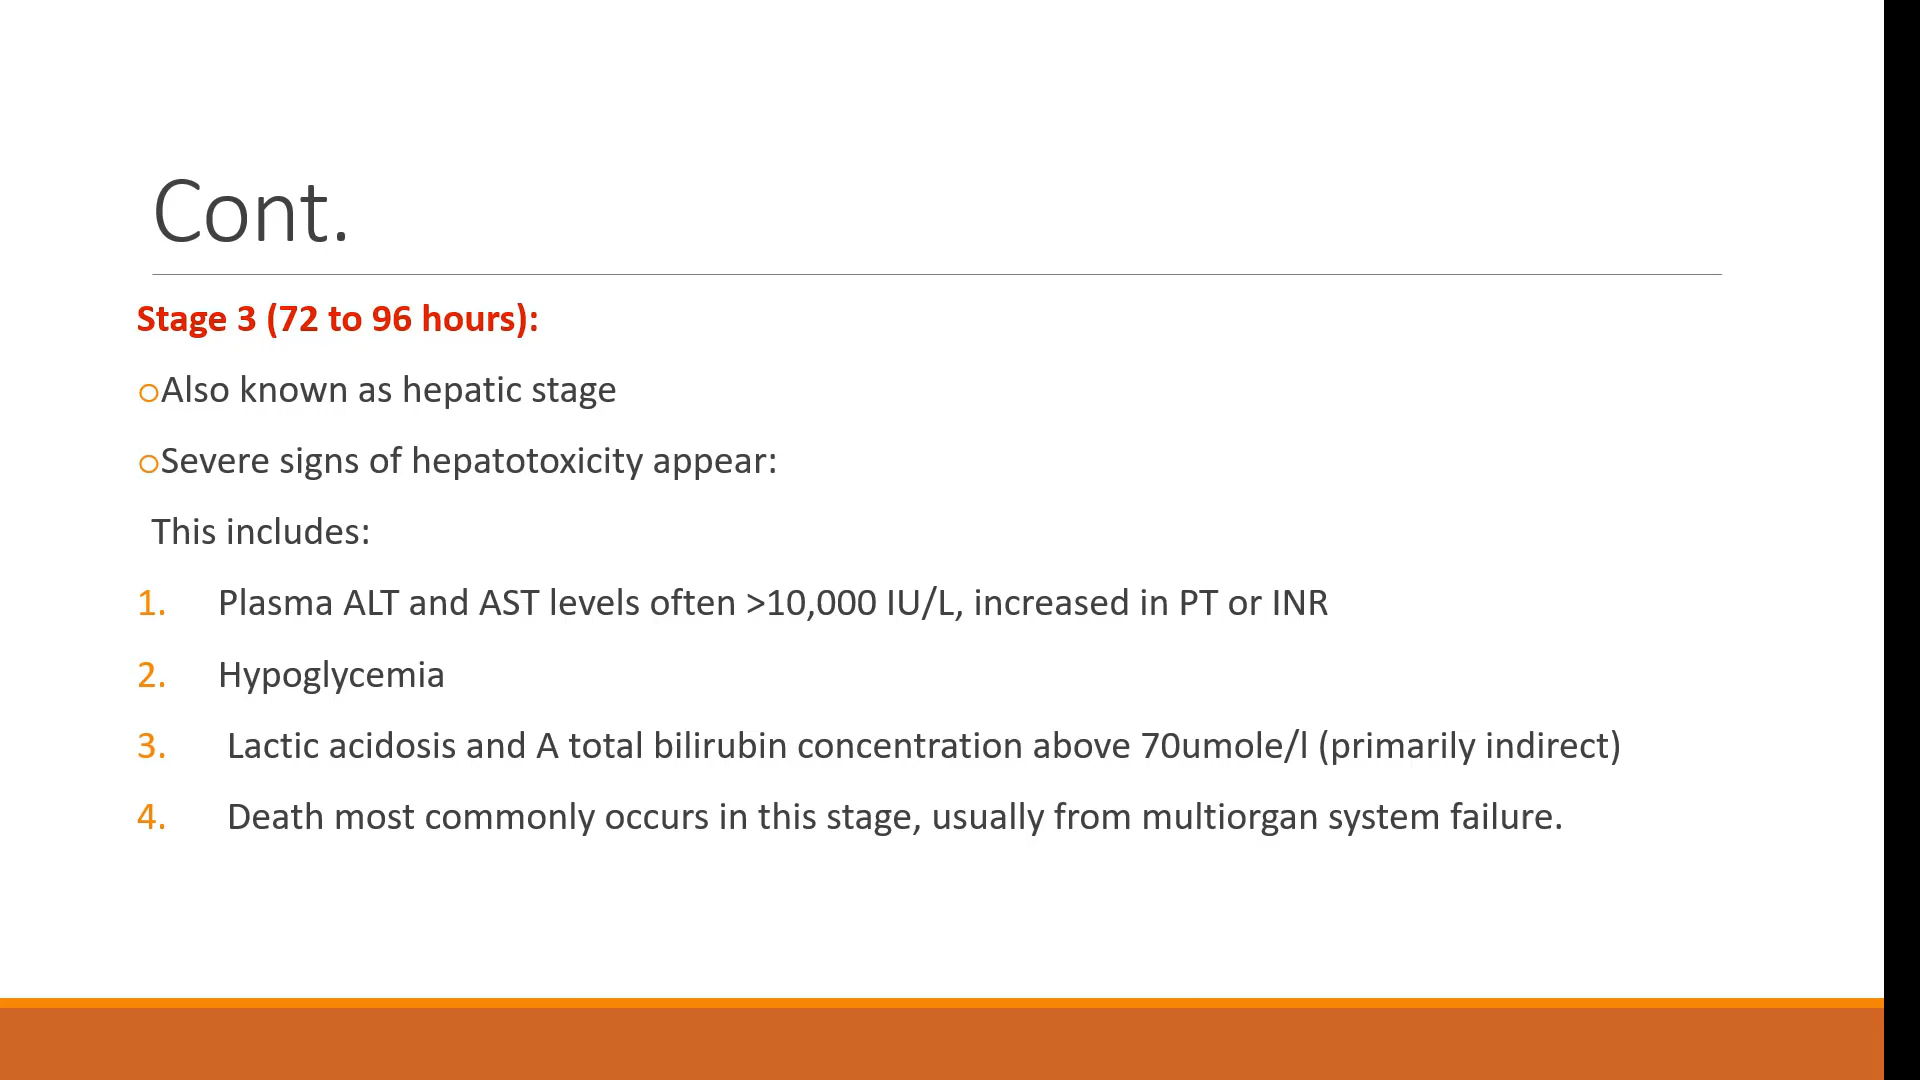 Cont.
Stage 3 (72 to 96 hours):
oAlso known as hepatic stage
oSevere signs of hepatotoxicity appear:
This includes:
1. Plasma ALT and AST levels often >10,000 IU/L, increased in PT or INR
2. Hypoglycemia
3. Lactic acidosis and A total bilirubin concentration above 70umole/l (primarily indirect)
4. Death most commonly occurs in this stage, usually from multiorgan system failure.